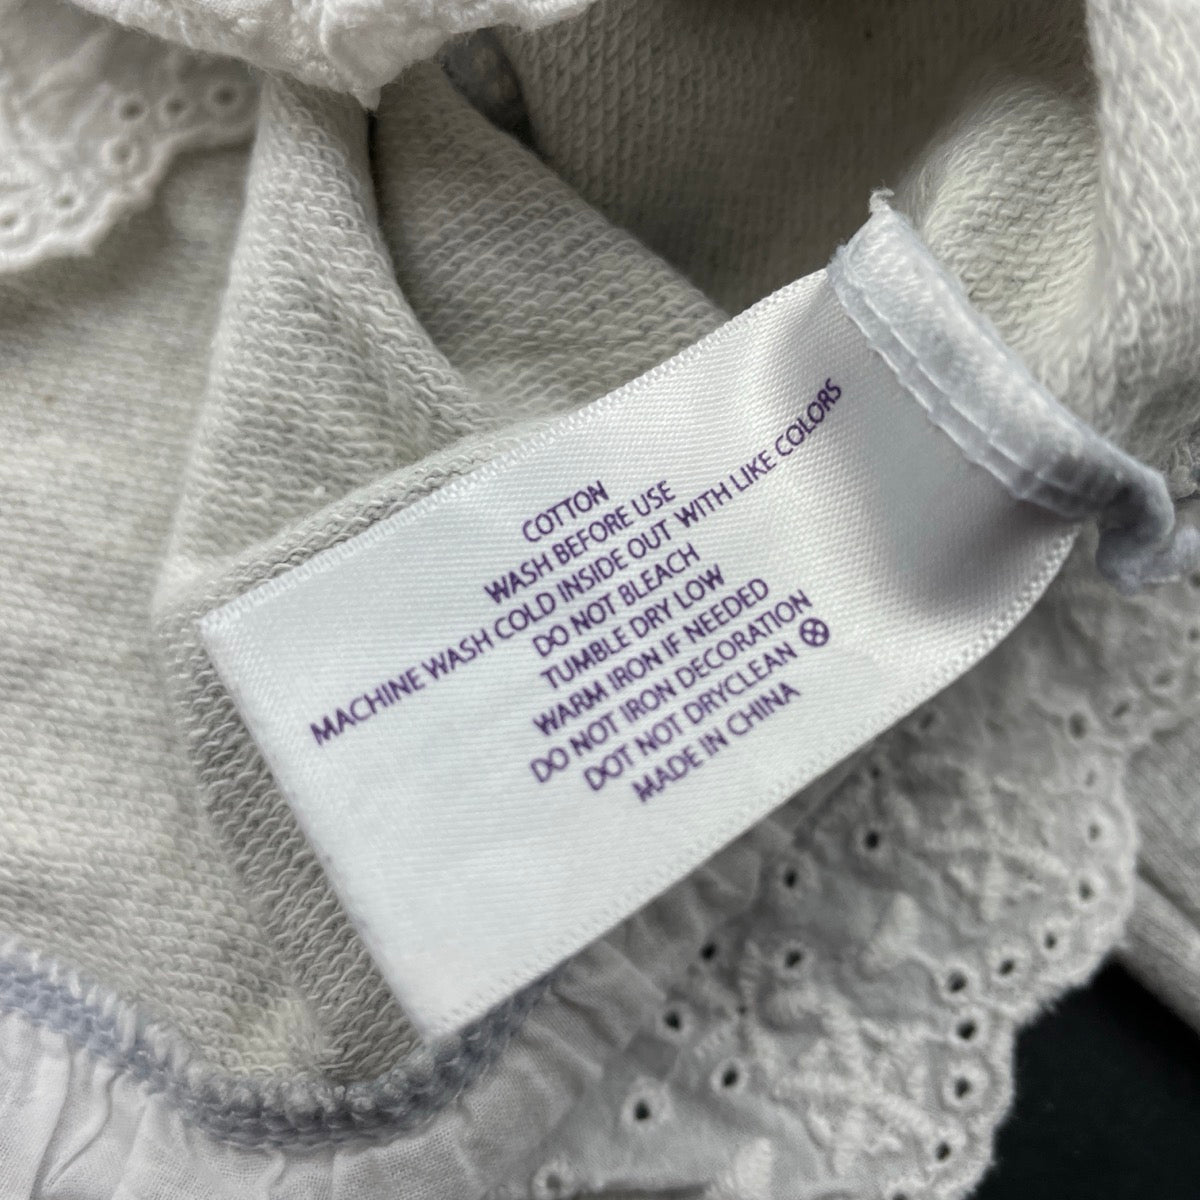 COTTON
WASH BEFORE USE
MACHINE WASH COLD INSIDE OUT WITH LIKE COLORS
DO NOT BLEACH
TUMBLE DRY LOW
WARM IRON IF NEEDED
DO NOT IRON DECORATION
DOT NOT DRYCLEAN
MADE IN CHINA